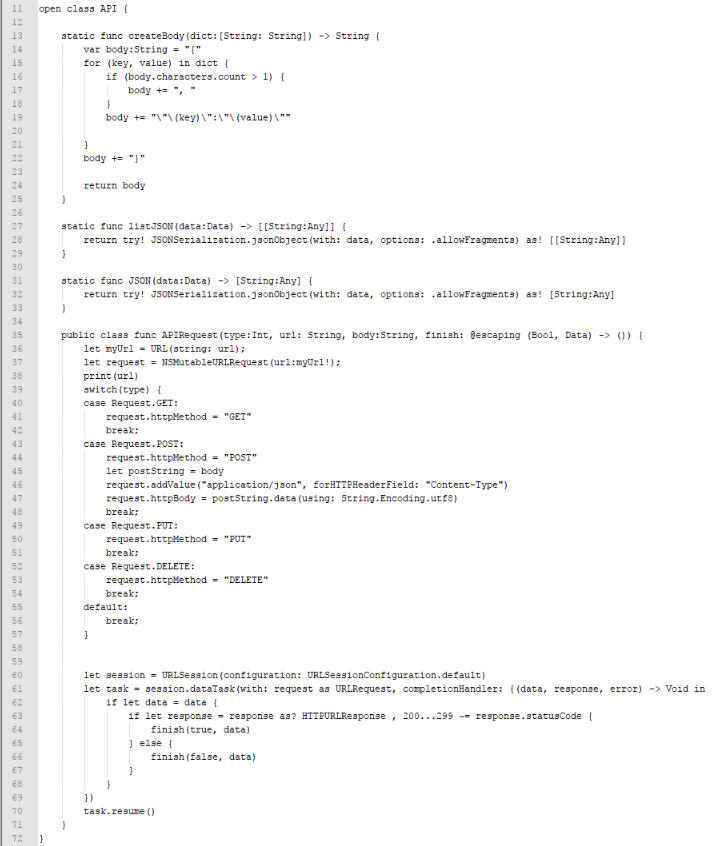 11 open class API {
12
13     static func createBody(dict:[String: String]) -> String {
14         var body:String = "{"
15         for (key, value) in dict {
16             if (body.characters.count > 1) {
17                 body += ", "
18             }
19             body += "\"\(key)\":\"\(value)\""
20
21         }
22         body += "}"
23
24         return body
25     }
26
27     static func listJSON(data:Data) -> [[String:Any]] {
28         return try! JSONSerialization.jsonObject(with: data, options: .allowFragments) as! [[String:Any]]
29     }
30
31     static func JSON(data:Data) -> [String:Any] {
32         return try! JSONSerialization.jsonObject(with: data, options: .allowFragments) as! [String:Any]
33     }
34
35     public class func APIRequest(type:Int, url: String, body:String, finish: @escaping (Bool, Data) -> ()) {
36         let myUrl = URL(string: url);
37         let request = NSMutableURLRequest(url:myUrl!);
38         print(url)
39         switch(type) {
40         case Request.GET:
41             request.httpMethod = "GET"
42             break;
43         case Request.POST:
44             request.httpMethod = "POST"
45             let postString = body
46             request.addValue("application/json", forHTTPHeaderField: "Content-Type")
47             request.httpBody = postString.data(using: String.Encoding.utf8)
48             break;
49         case Request.PUT:
50             request.httpMethod = "PUT"
51             break;
52         case Request.DELETE:
53             request.httpMethod = "DELETE"
54             break;
55         default:
56             break;
57         }
58
59
60         let session = URLSession(configuration: URLSessionConfiguration.default)
61         let task = session.dataTask(with: request as URLRequest, completionHandler: {(data, response, error) -> Void in
62             if let data = data {
63                 if let response = response as? HTTPURLResponse , 200...299 ~= response.statusCode {
64                     finish(true, data)
65                 } else {
66                     finish(false, data)
67                 }
68             }
69         })
70         task.resume()
71     }
72 }